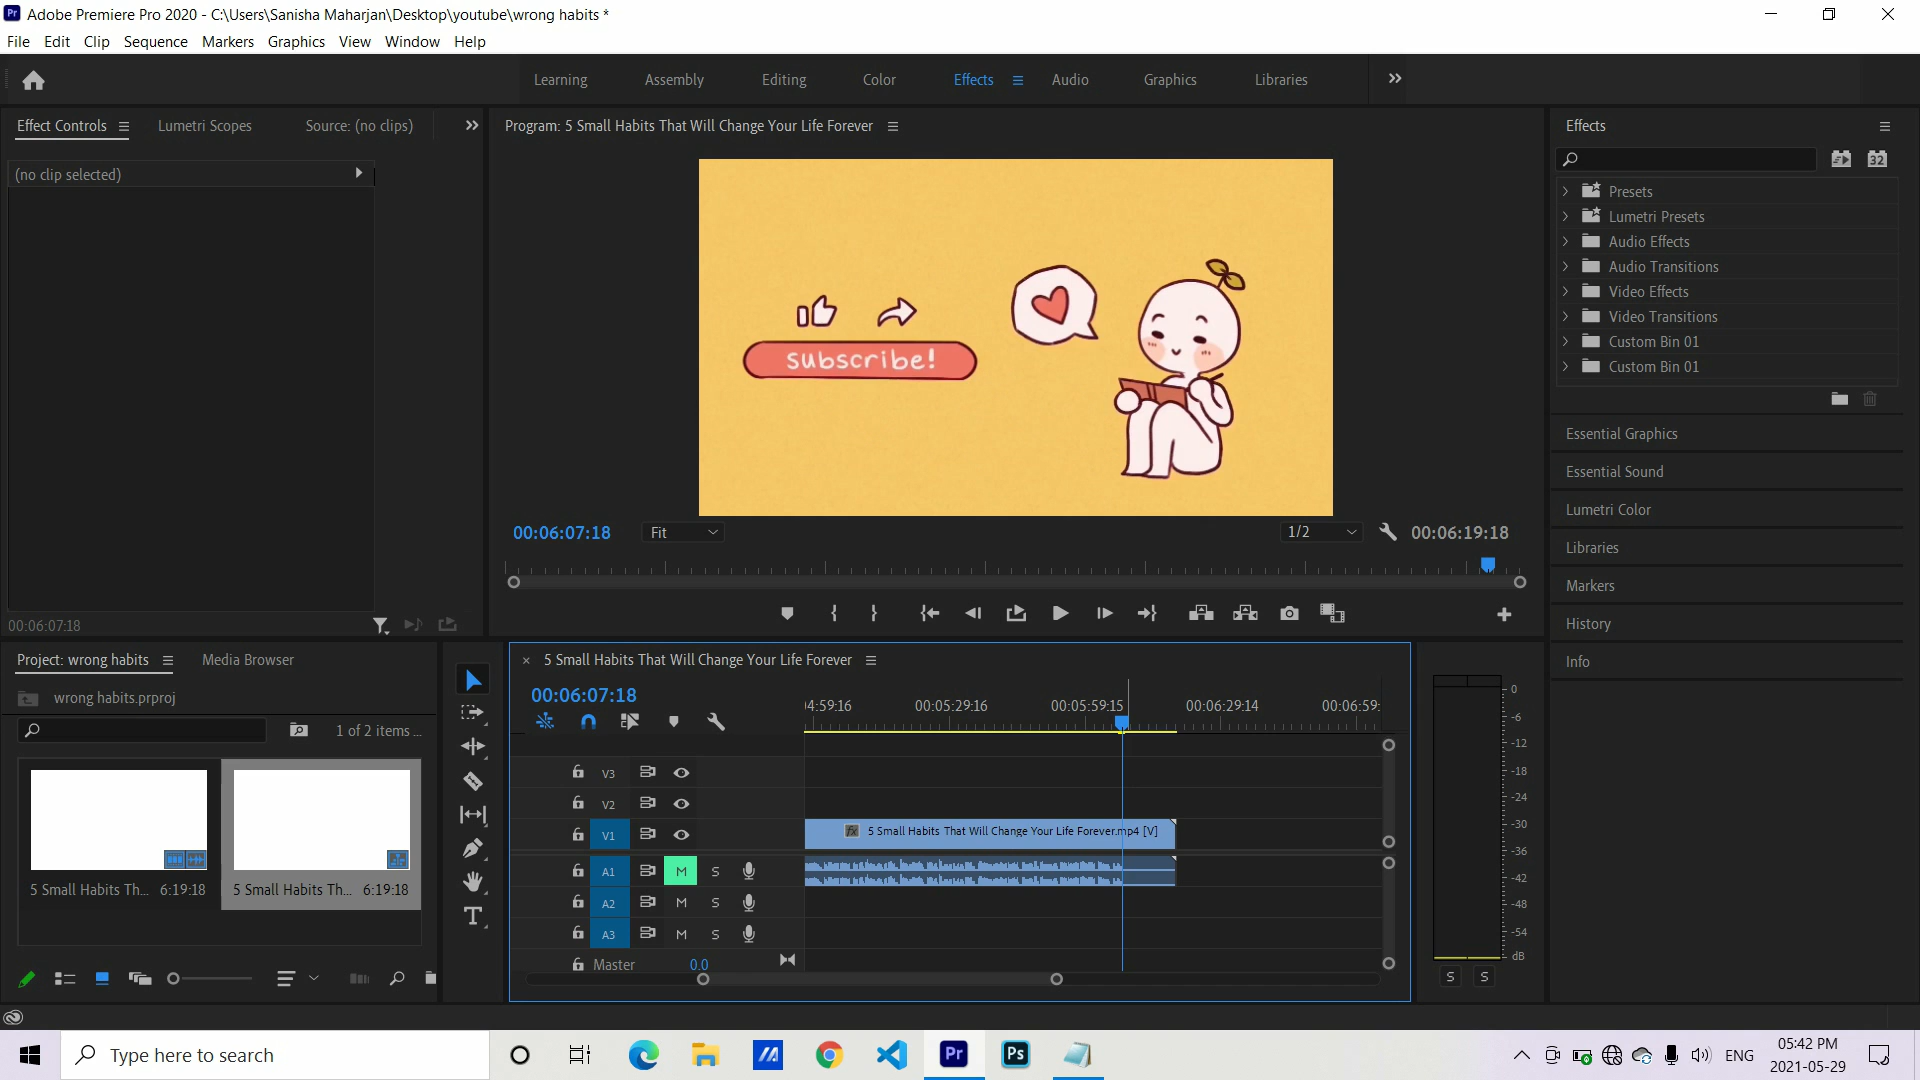 Pr Adobe Premiere Pro 2020 - C:\Users\Sanisha Maharjan\Desktop\youtube\wrong habits *
File Edit Clip Sequence Markers Graphics View Window Help
Learning Assembly Editing Color Effects Audio Graphics Libraries
Effect Controls Lumetri Scopes Source: (no clips)
(no clip selected)
00:06:07:18
Program: 5 Small Habits That Will Change Your Life Forever
subscribe!
00:06:07:18 Fit 1/2 00:06:19:18
Effects
32
Presets
Lumetri Presets
Audio Effects
Audio Transitions
Video Effects
Video Transitions
Custom Bin 01
Custom Bin 01
Essential Graphics
Essential Sound
Lumetri Color
Libraries
Markers
History
Info
Project: wrong habits Media Browser
wrong habits.prproj
1 of 2 items ...
5 Small Habits Th... 6:19:18
5 Small Habits Th... 6:19:18
T
× 5 Small Habits That Will Change Your Life Forever
00:06:07:18
04:59:16 00:05:29:16 00:05:59:15 00:06:29:14 00:06:59:
V3
V2
V1 fx 5 Small Habits That Will Change Your Life Forever.mp4 [V]
A1 M S
A2 M S
A3 M S
Master 0.0
0
-6
-12
-18
-24
-30
-36
-42
-48
-54
dB
S S
Type here to search
Pr Ps
ENG
05:42 PM
2021-05-29